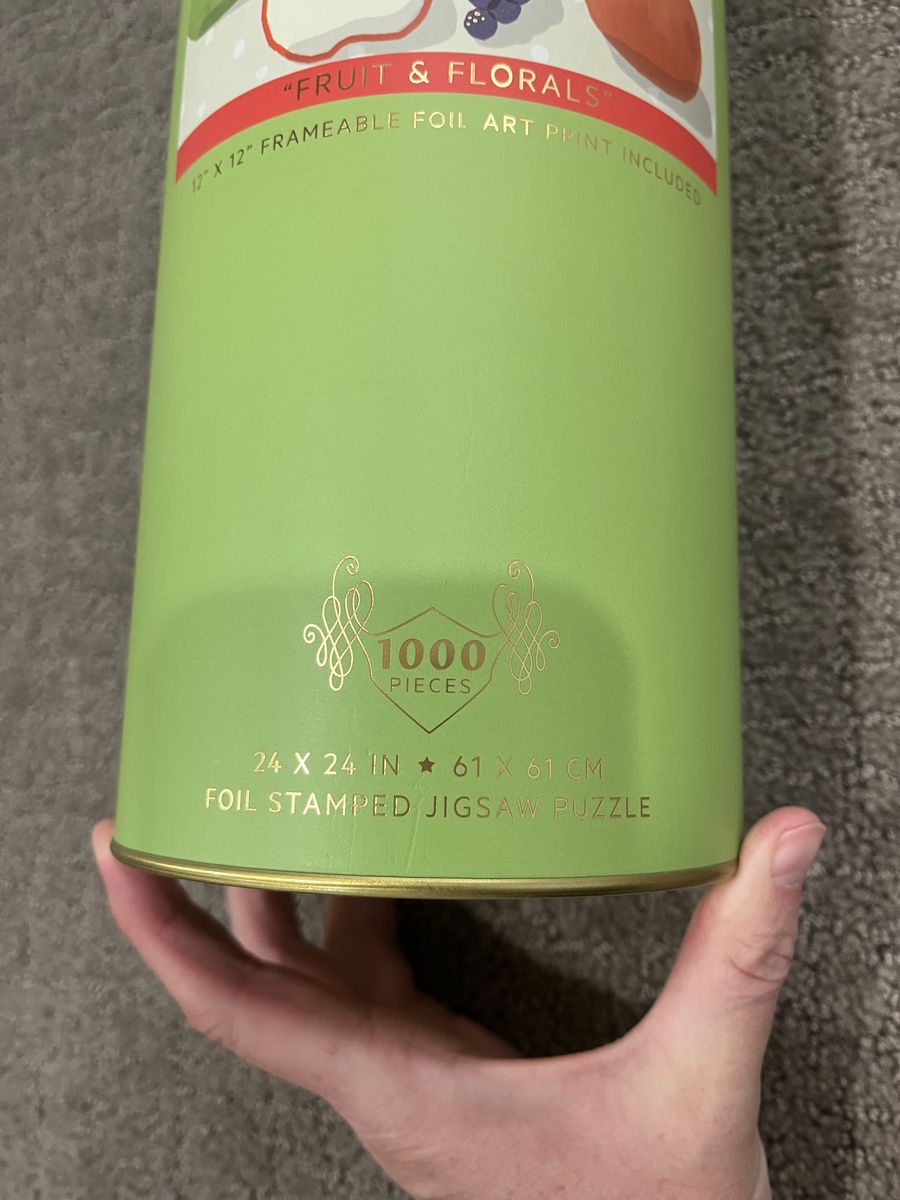 “FRUIT & FLORALS”
12” X 12” FRAMEABLE FOIL ART PRINT INCLUDED
1000
PIECES
24 X 24 IN ★ 61 X 61 CM
FOIL STAMPED JIGSAW PUZZLE